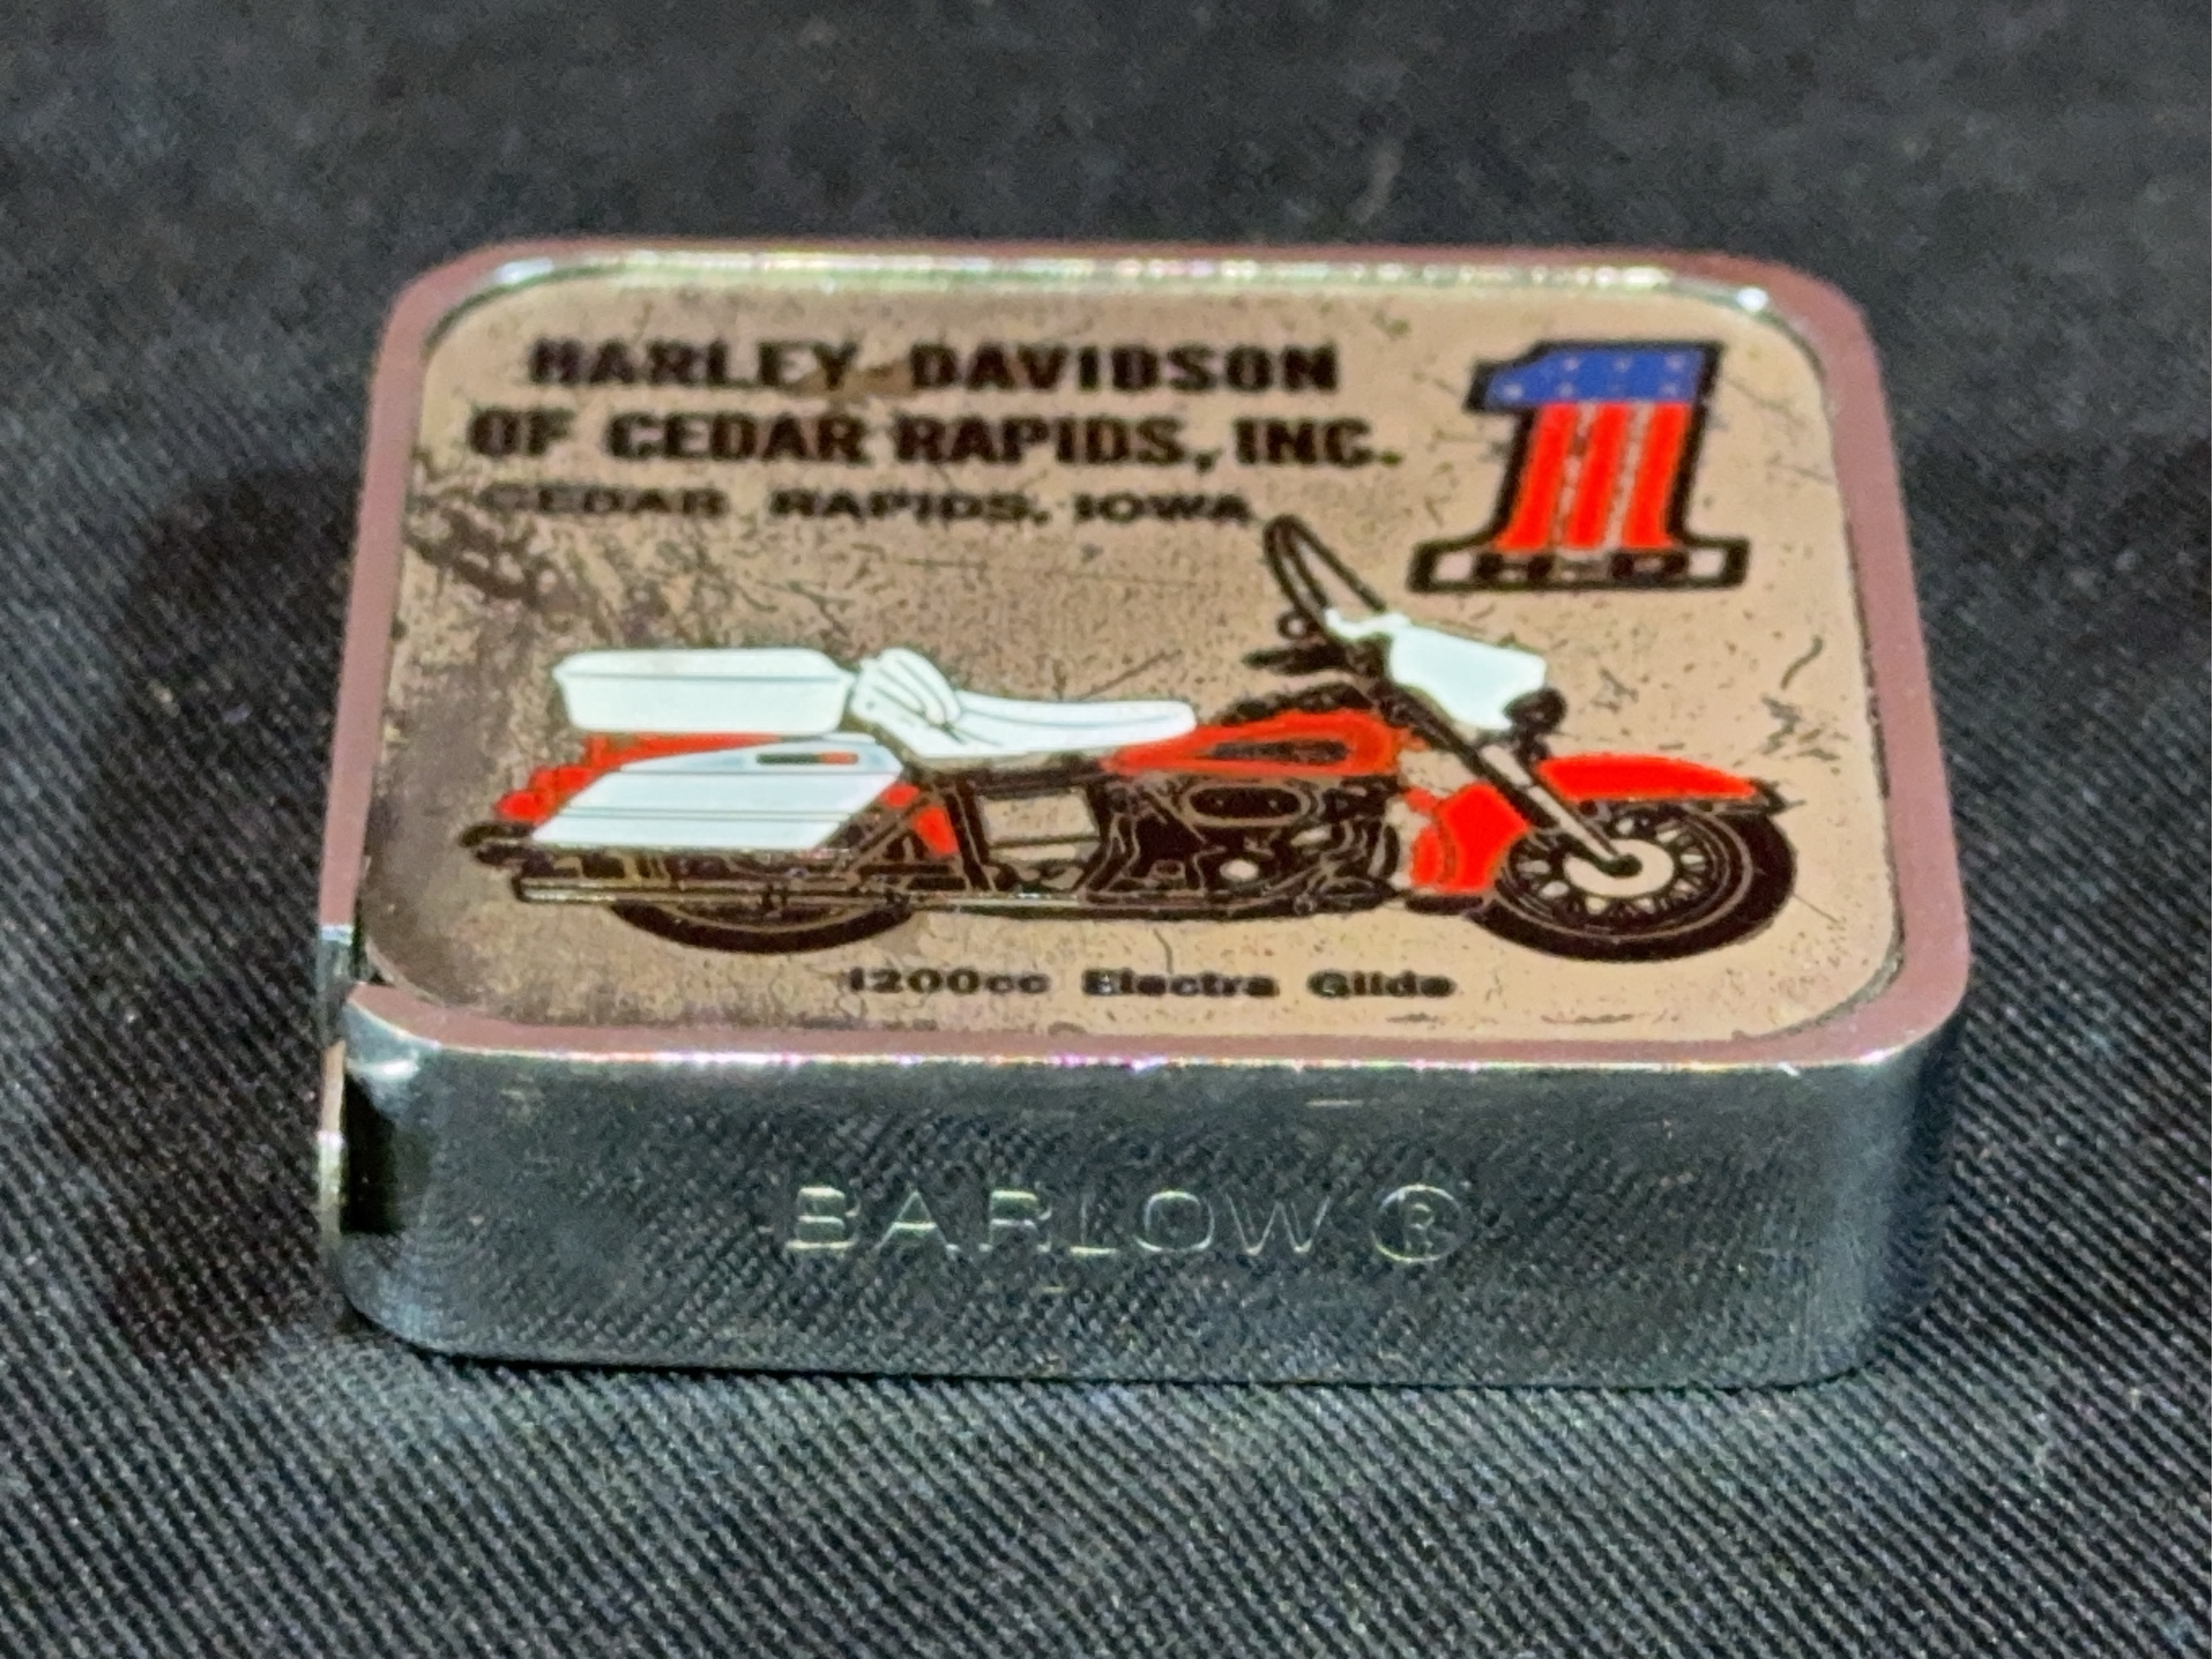 HARLEY-DAVIDSON
OF CEDAR RAPIDS, INC.
CEDAR RAPIDS, IOWA
1
H-D
1200cc Electra Glide
BARLOW ®